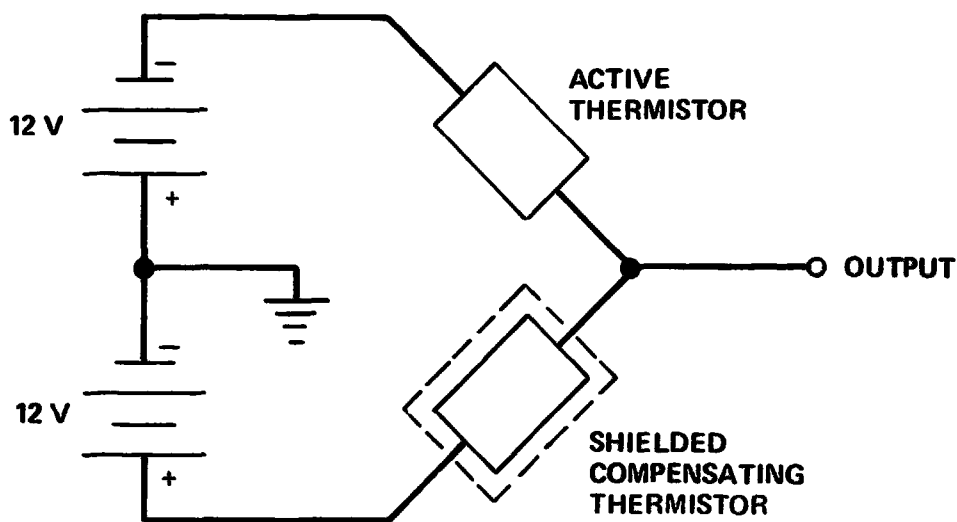 −
12 V
+
ACTIVE
THERMISTOR
OUTPUT
−
12 V
+
SHIELDED
COMPENSATING
THERMISTOR